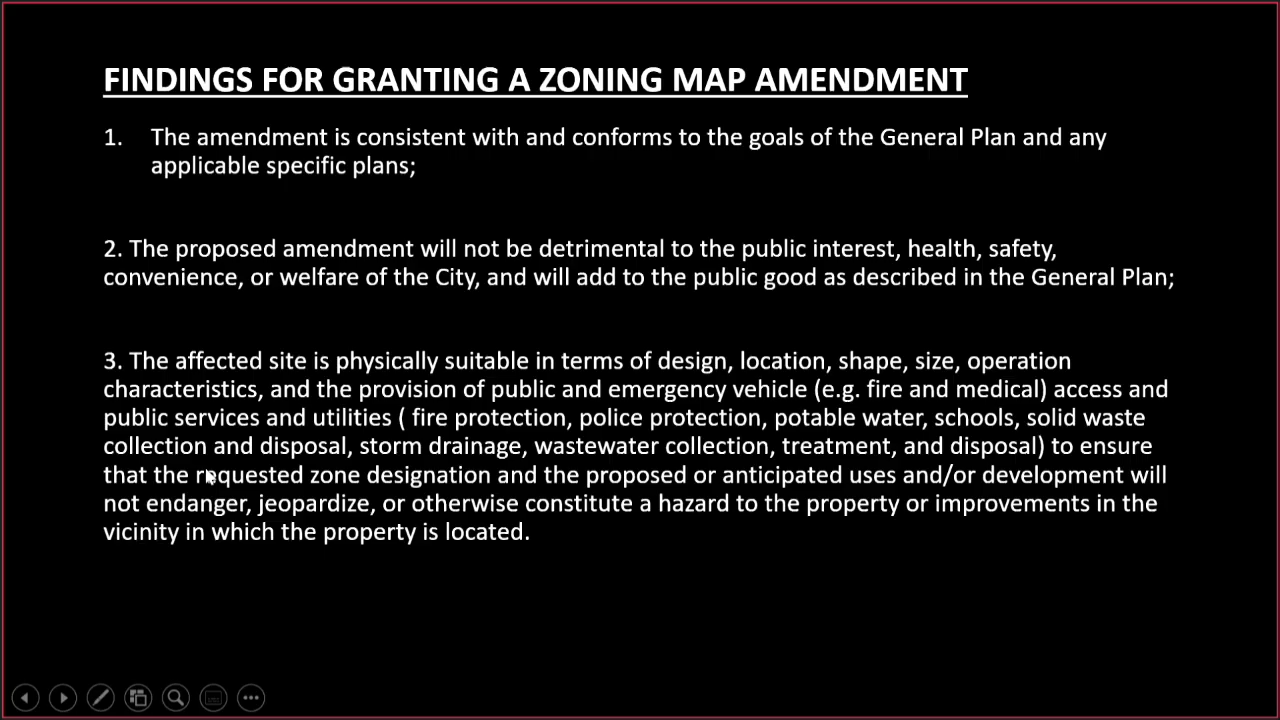 FINDINGS FOR GRANTING A ZONING MAP AMENDMENT
1. The amendment is consistent with and conforms to the goals of the General Plan and any
applicable specific plans;
2. The proposed amendment will not be detrimental to the public interest, health, safety,
convenience, or welfare of the City, and will add to the public good as described in the General Plan;
3. The affected site is physically suitable in terms of design, location, shape, size, operation
characteristics, and the provision of public and emergency vehicle (e.g. fire and medical) access and
public services and utilities ( fire protection, police protection, potable water, schools, solid waste
collection and disposal, storm drainage, wastewater collection, treatment, and disposal) to ensure
that the requested zone designation and the proposed or anticipated uses and/or development will
not endanger, jeopardize, or otherwise constitute a hazard to the property or improvements in the
vicinity in which the property is located.